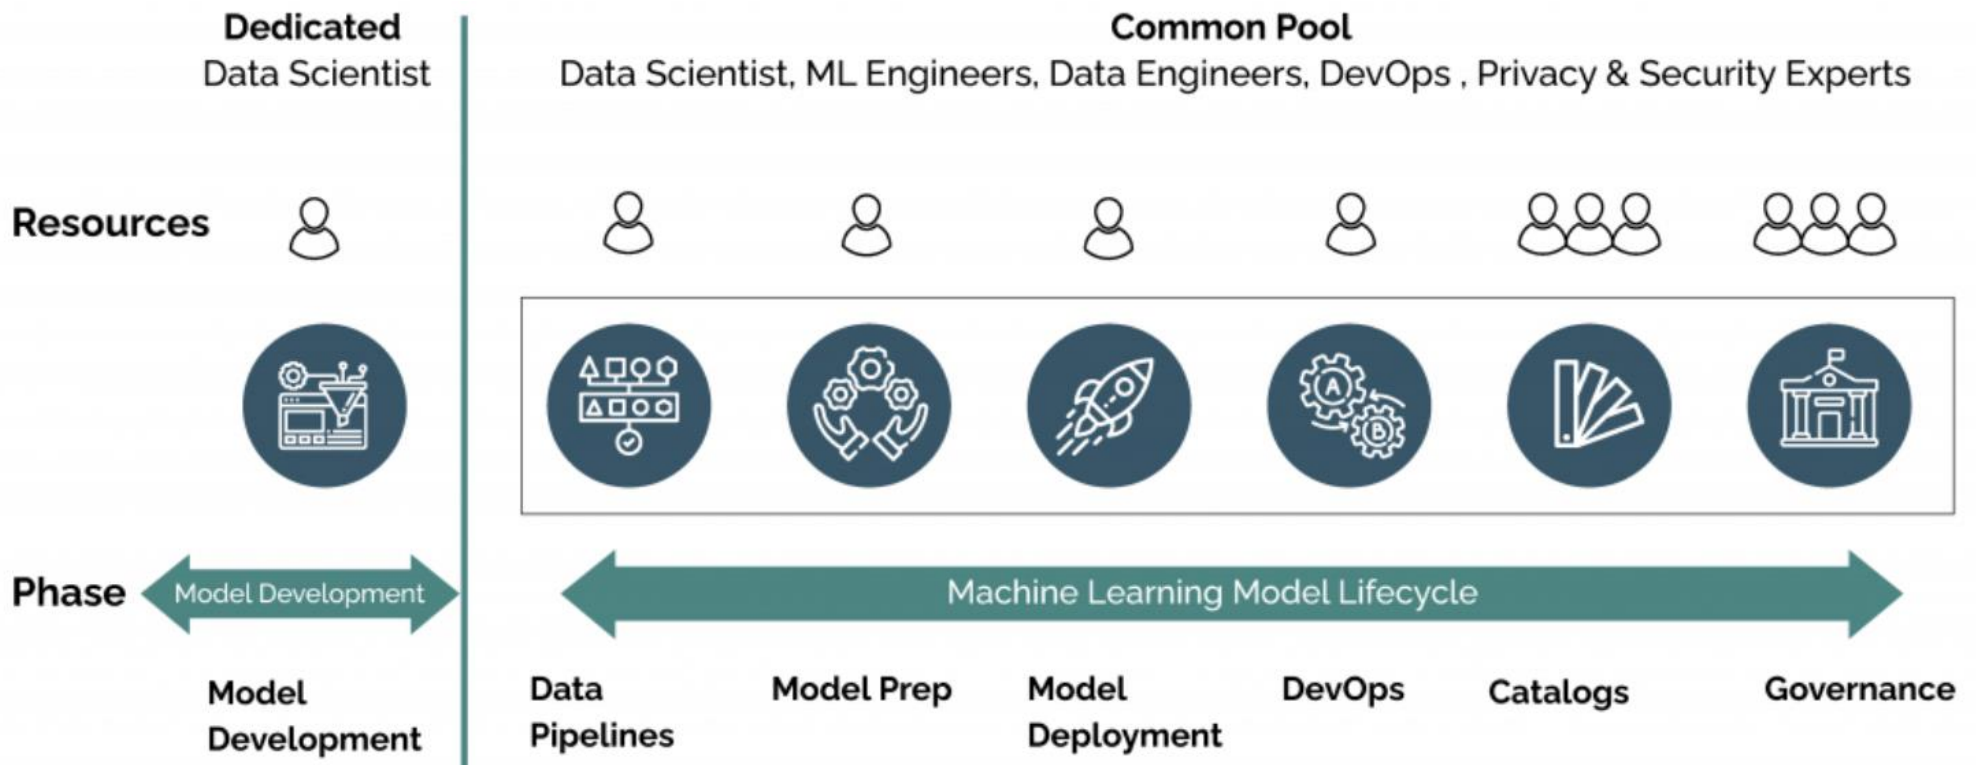 Dedicated
Data Scientist
Common Pool
Data Scientist, ML Engineers, Data Engineers, DevOps , Privacy & Security Experts
Resources
A
B
Phase
Model Development
Machine Learning Model Lifecycle
Model
Development
Data
Pipelines
Model Prep
Model
Deployment
DevOps
Catalogs
Governance